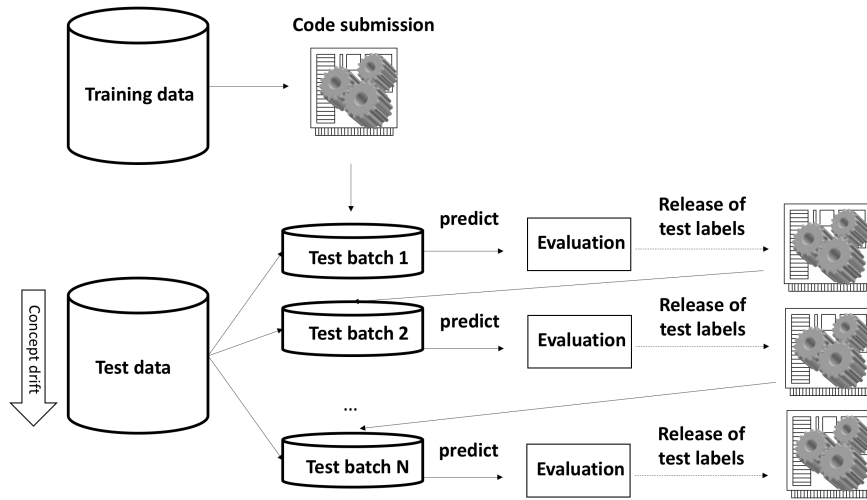 Code submission
Training data
Test batch 1
predict
Evaluation
Release of
test labels
Concept drift
Test data
Test batch 2
predict
Evaluation
Release of
test labels
...
Test batch N
predict
Evaluation
Release of
test labels